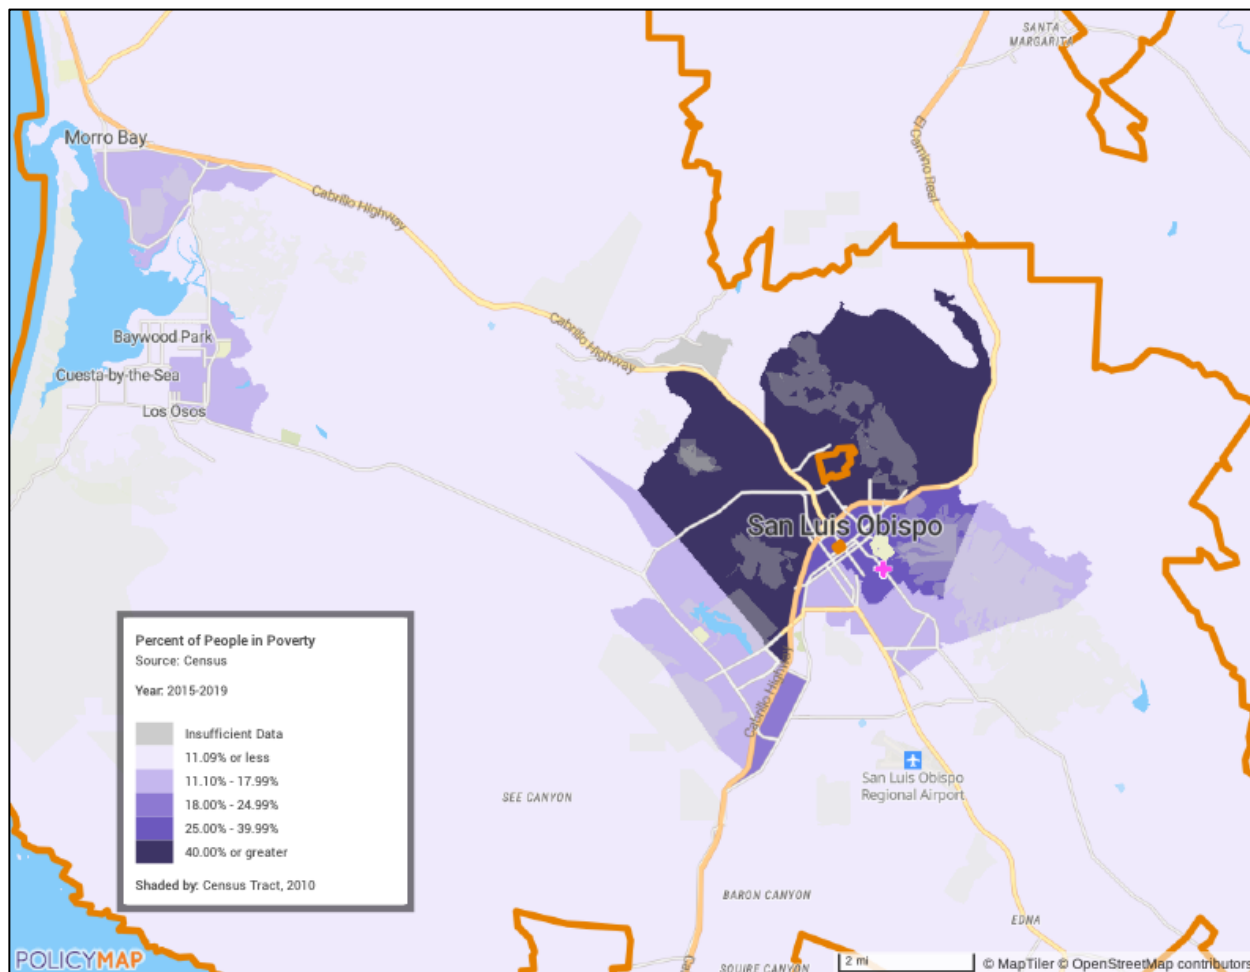 SANTA
MARGARITA
Morro Bay
Cabrillo Highway
El Camino Real
Cabrillo Highway
Baywood Park
Cuesta-by-the-Sea
Los Osos
San Luis Obispo
Cabrillo Highway
San Luis Obispo
Regional Airport
SEE CANYON
BARON CANYON
EDNA
SQUIRE CANYON
Percent of People in Poverty
Source: Census
Year: 2015-2019
Insufficient Data
11.09% or less
11.10% - 17.99%
18.00% - 24.99%
25.00% - 39.99%
40.00% or greater
Shaded by: Census Tract, 2010
POLICYMAP
2 mi
© MapTiler © OpenStreetMap contributors